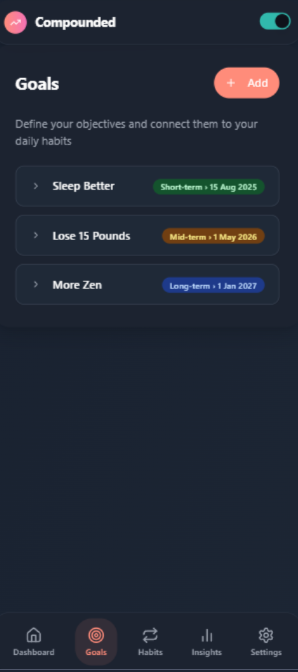 Compounded
Goals
+ Add
Define your objectives and connect them to your
daily habits
Sleep Better
Short-term › 15 Aug 2025
Lose 15 Pounds
Mid-term › 1 May 2026
More Zen
Long-term › 1 Jan 2027
Dashboard
Goals
Habits
Insights
Settings